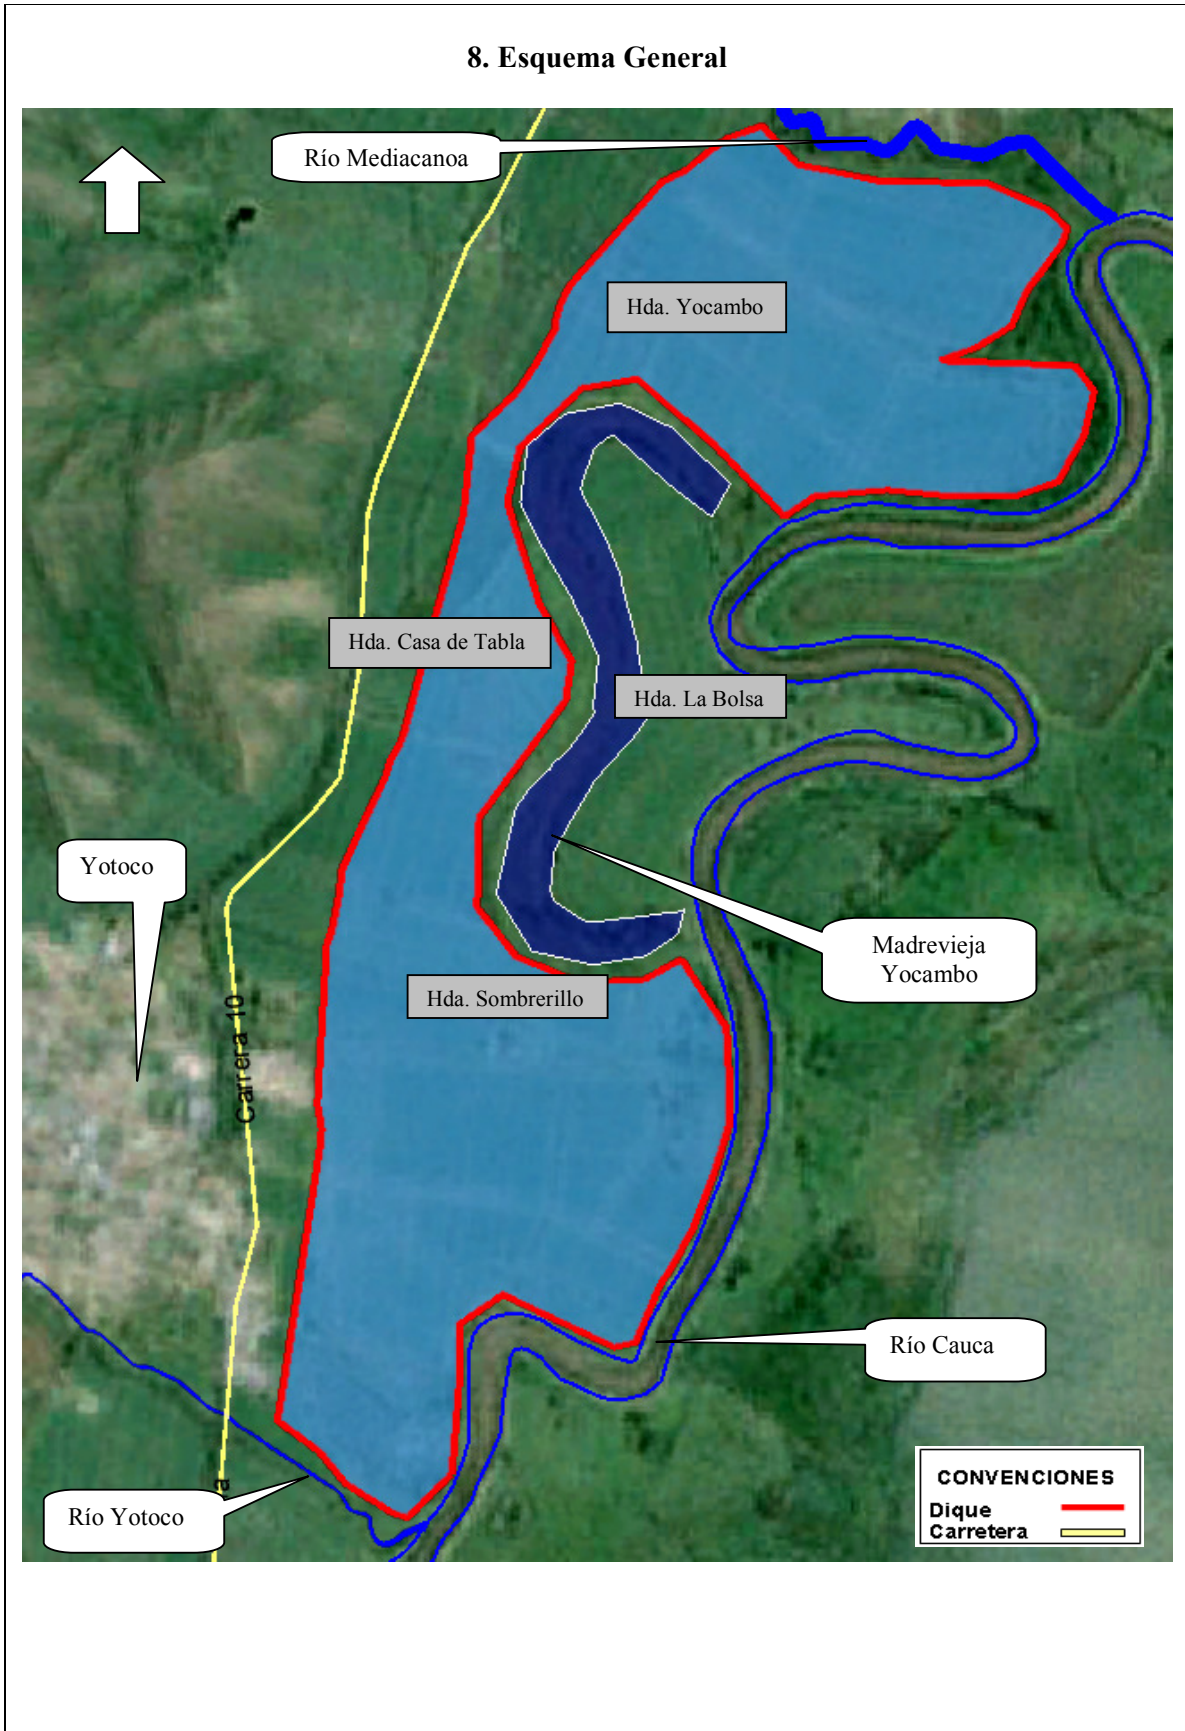 8. Esquema General
Río Mediacanoa
Hda. Yocambo
Hda. Casa de Tabla
Hda. La Bolsa
Yotoco
Madrevieja
Yocambo
Hda. Sombrerillo
Carrera 10
Río Cauca
a
Río Yotoco
CONVENCIONES
Dique
Carretera